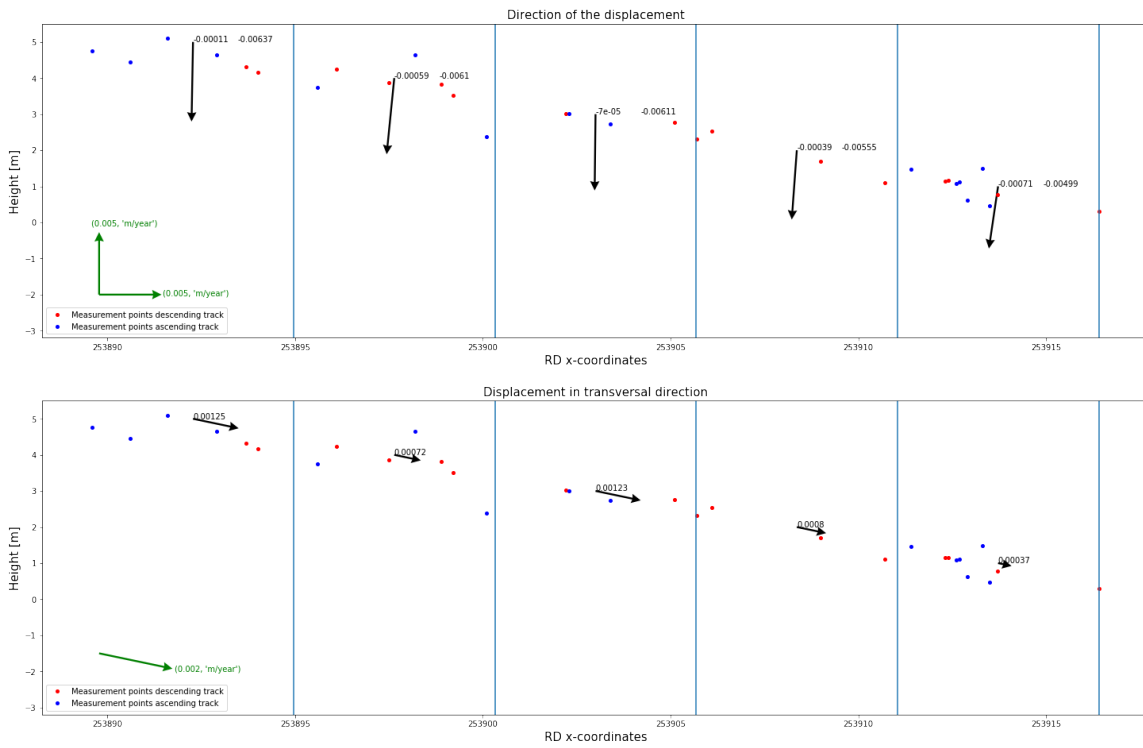 Direction of the displacement
Height [m]
5
4
3
2
1
0
−1
−2
−3
-0.00011 -0.00637
-0.00059 -0.0061
-7e-05 -0.00611
-0.00039 -0.00555
-0.00071 -0.00499
(0.005, 'm/year')
(0.005, 'm/year')
Measurement points descending track
Measurement points ascending track
253890 253895 253900 253905 253910 253915
RD x-coordinates
Displacement in transversal direction
Height [m]
5
4
3
2
1
0
−1
−2
−3
0.00125
0.00072
0.00123
0.0008
0.00037
(0.002, 'm/year')
Measurement points descending track
Measurement points ascending track
253890 253895 253900 253905 253910 253915
RD x-coordinates